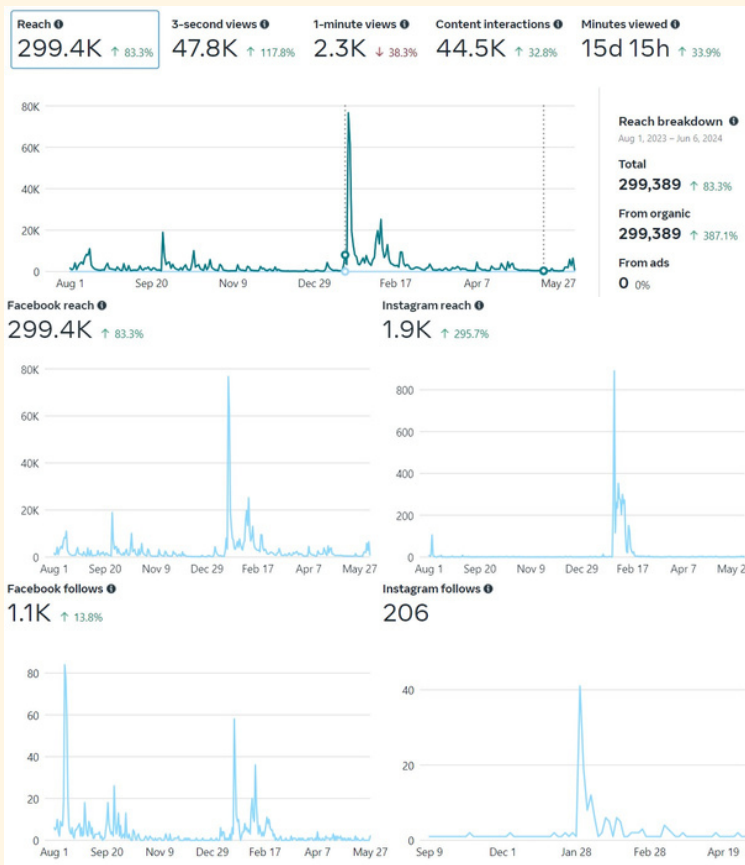 Reach
299.4K ↑ 83.3%
3-second views
47.8K ↑ 117.8%
1-minute views
2.3K ↓ 38.3%
Content interactions
44.5K ↑ 32.8%
Minutes viewed
15d 15h ↑ 33.9%
80K
60K
40K
20K
0
Aug 1 Sep 20 Nov 9 Dec 29 Feb 17 Apr 7 May 27
Reach breakdown
Aug 1, 2023 – Jun 6, 2024
Total
299,389 ↑ 83.3%
From organic
299,389 ↑ 387.1%
From ads
0 0%
Facebook reach
299.4K ↑ 83.3%
80K
60K
40K
20K
0
Aug 1 Sep 20 Nov 9 Dec 29 Feb 17 Apr 7 May 27
Instagram reach
1.9K ↑ 295.7%
800
600
400
200
0
Aug 1 Sep 20 Nov 9 Dec 29 Feb 17 Apr 7 May 2
Facebook follows
1.1K ↑ 13.8%
80
60
40
20
0
Aug 1 Sep 20 Nov 9 Dec 29 Feb 17 Apr 7 May 27
Instagram follows
206
40
20
0
Sep 9 Dec 1 Jan 28 Feb 28 Apr 19